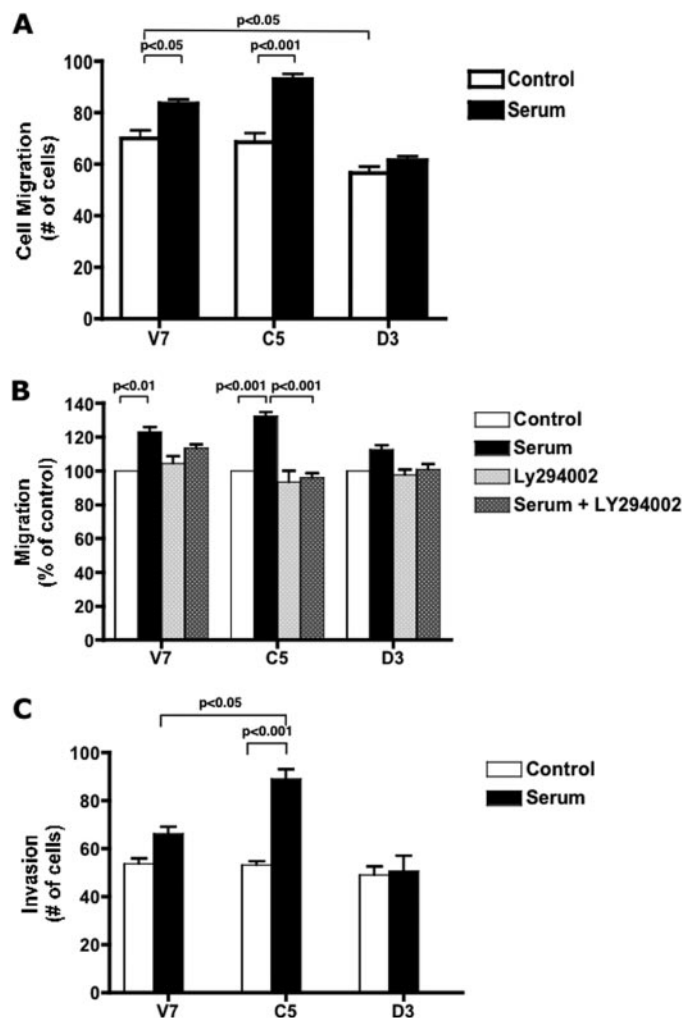 A
p<0.05
p<0.05
p<0.001
100
80
60
40
20
0
Cell Migration
(# of cells)
V7
C5
D3
Control
Serum
B
p<0.01
p<0.001
p<0.001
140
120
100
80
60
40
20
0
Migration
(% of control)
V7
C5
D3
Control
Serum
Ly294002
Serum + LY294002
C
p<0.05
p<0.001
100
80
60
40
20
0
Invasion
(# of cells)
V7
C5
D3
Control
Serum